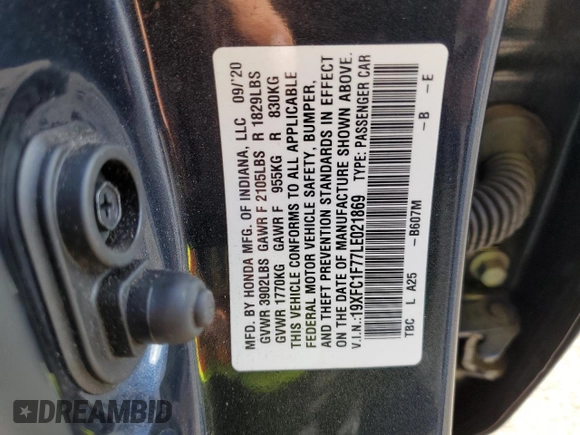 MFD. BY HONDA MFG. OF INDIANA, LLC 09/'20
GVWR 3902LBS GAWR F 2105LBS R 1829LBS
GVWR 1770KG GAWR F 955KG R 830KG
THIS VEHICLE CONFORMS TO ALL APPLICABLE
FEDERAL MOTOR VEHICLE SAFETY, BUMPER,
AND THEFT PREVENTION STANDARDS IN EFFECT
ON THE DATE OF MANUFACTURE SHOWN ABOVE.
V.I.N.:19XFC1F77LE021869 TYPE: PASSENGER CAR
TBC L A25 -B607M -B -E
DREAMBID